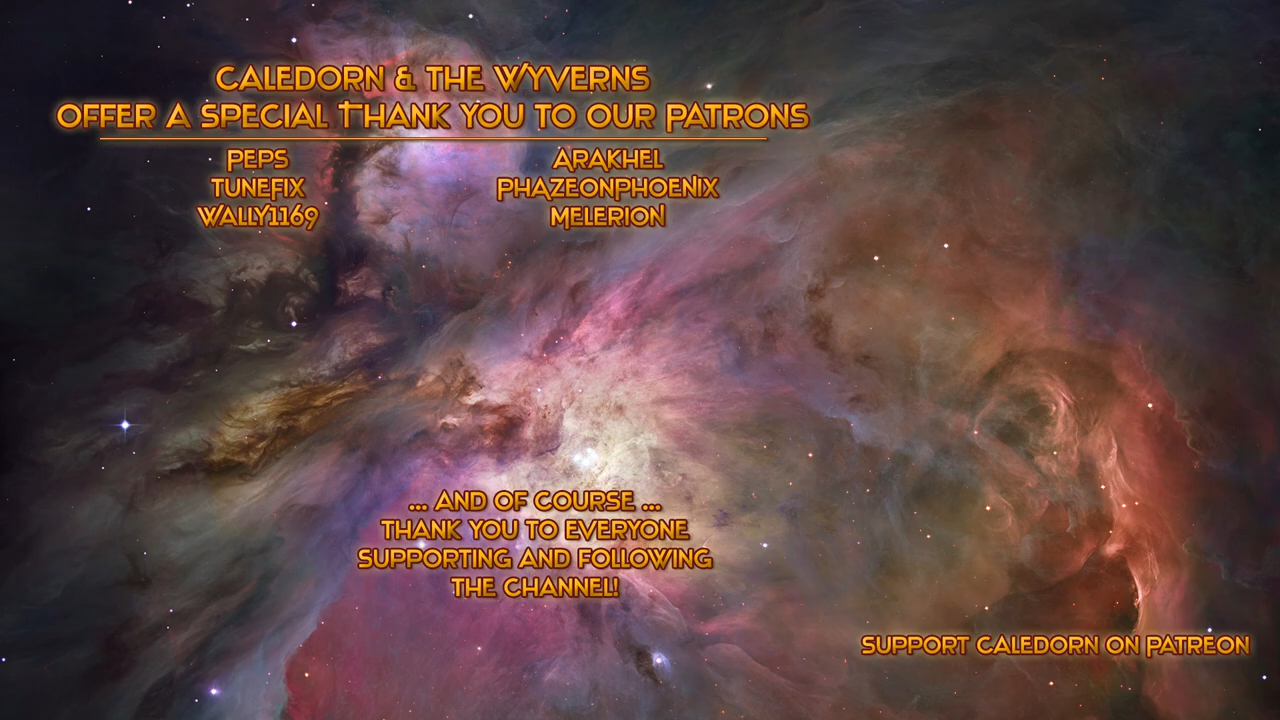 CALEDORN & THE WYVERNS
OFFER A SPECIAL THANK YOU TO OUR PATRONS
PEPS
TUNEFIX
WALLY1169
ARAKHEL
PHAZEONPHOENIX
MELERION
... AND OF COURSE ...
THANK YOU TO EVERYONE
SUPPORTING AND FOLLOWING
THE CHANNEL!
SUPPORT CALEDORN ON PATREON